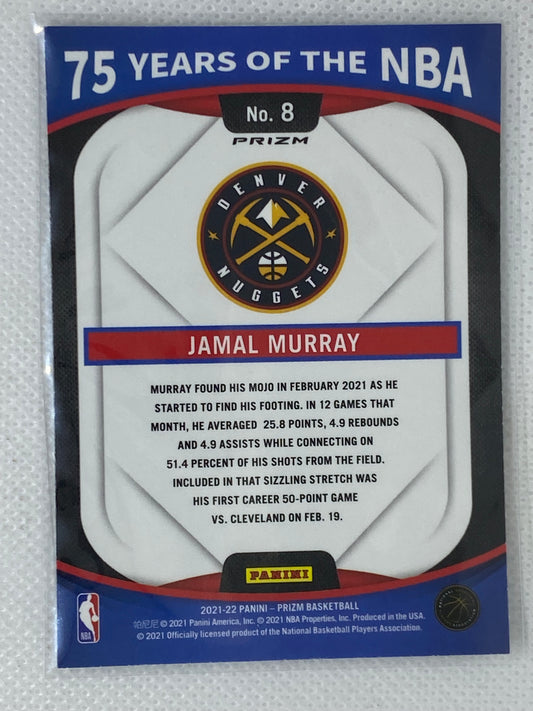 75 YEARS OF THE NBA
No. 8
PRIZM
DENVER
NUGGETS
JAMAL MURRAY
MURRAY FOUND HIS MOJO IN FEBRUARY 2021 AS HE
STARTED TO FIND HIS FOOTING. IN 12 GAMES THAT
MONTH, HE AVERAGED 25.8 POINTS, 4.9 REBOUNDS
AND 4.9 ASSISTS WHILE CONNECTING ON
51.4 PERCENT OF HIS SHOTS FROM THE FIELD.
INCLUDED IN THAT SIZZLING STRETCH WAS
HIS FIRST CAREER 50-POINT GAME
VS. CLEVELAND ON FEB. 19.
PANINI
2021-22 PANINI – PRIZM BASKETBALL
帕尼尼 © 2021 Panini America, Inc. © 2021 NBA Properties, Inc. Produced in the USA.
© 2021 Officially licensed product of the National Basketball Players Association.
NBA